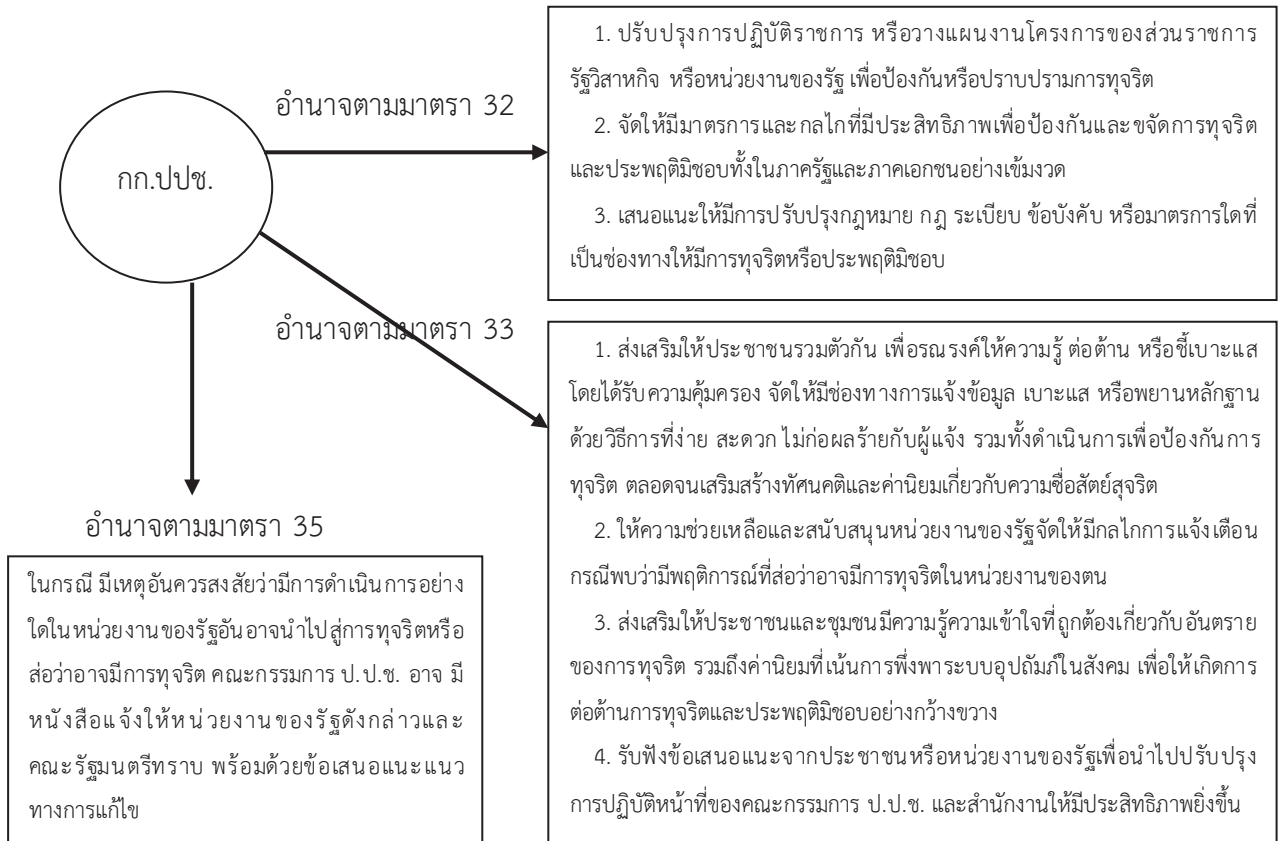 กก.ปปช.
อำนาจตามมาตรา 32
1. ปรับปรุงการปฏิบัติราชการ หรือวางแผนงานโครงการของส่วนราชการ
รัฐวิสาหกิจ หรือหน่วยงานของรัฐ เพื่อป้องกันหรือปราบปรามการทุจริต
2. จัดให้มีมาตรการและกลไกที่มีประสิทธิภาพเพื่อป้องกันและขจัดการทุจริต
และประพฤติมิชอบทั้งในภาครัฐและภาคเอกชนอย่างเข้มงวด
3. เสนอแนะให้มีการปรับปรุงกฎหมาย กฎ ระเบียบ ข้อบังคับ หรือมาตรการใดที่
เป็นช่องทางให้มีการทุจริตหรือประพฤติมิชอบ
อำนาจตามมาตรา 33
1. ส่งเสริมให้ประชาชนรวมตัวกัน เพื่อรณรงค์ให้ความรู้ ต่อต้าน หรือชี้เบาะแส
โดยได้รับความคุ้มครอง จัดให้มีช่องทางการแจ้งข้อมูล เบาะแส หรือพยานหลักฐาน
ด้วยวิธีการที่ง่าย สะดวก ไม่ก่อผลร้ายกับผู้แจ้ง รวมทั้งดำเนินการเพื่อป้องกันการ
ทุจริต ตลอดจนเสริมสร้างทัศนคติและค่านิยมเกี่ยวกับความซื่อสัตย์สุจริต
2. ให้ความช่วยเหลือและสนับสนุนหน่วยงานของรัฐจัดให้มีกลไกการแจ้งเตือน
กรณีพบว่ามีพฤติการณ์ที่ส่อว่าอาจมีการทุจริตในหน่วยงานของตน
3. ส่งเสริมให้ประชาชนและชุมชนมีความรู้ความเข้าใจที่ถูกต้องเกี่ยวกับอันตราย
ของการทุจริต รวมถึงค่านิยมที่เน้นการพึ่งพาระบบอุปถัมภ์ในสังคม เพื่อให้เกิดการ
ต่อต้านการทุจริตและประพฤติมิชอบอย่างกว้างขวาง
4. รับฟังข้อเสนอแนะจากประชาชนหรือหน่วยงานของรัฐเพื่อนำไปปรับปรุง
การปฏิบัติหน้าที่ของคณะกรรมการ ป.ป.ช. และสำนักงานให้มีประสิทธิภาพยิ่งขึ้น
อำนาจตามมาตรา 35
ในกรณี มีเหตุอันควรสงสัยว่ามีการดำเนินการอย่าง
ใดในหน่วยงานของรัฐอันอาจนำไปสู่การทุจริตหรือ
ส่อว่าอาจมีการทุจริต คณะกรรมการ ป.ป.ช. อาจ มี
หนังสือแจ้งให้หน่วยงานของรัฐดังกล่าวและ
คณะรัฐมนตรีทราบ พร้อมด้วยข้อเสนอแนะแนว
ทางการแก้ไข